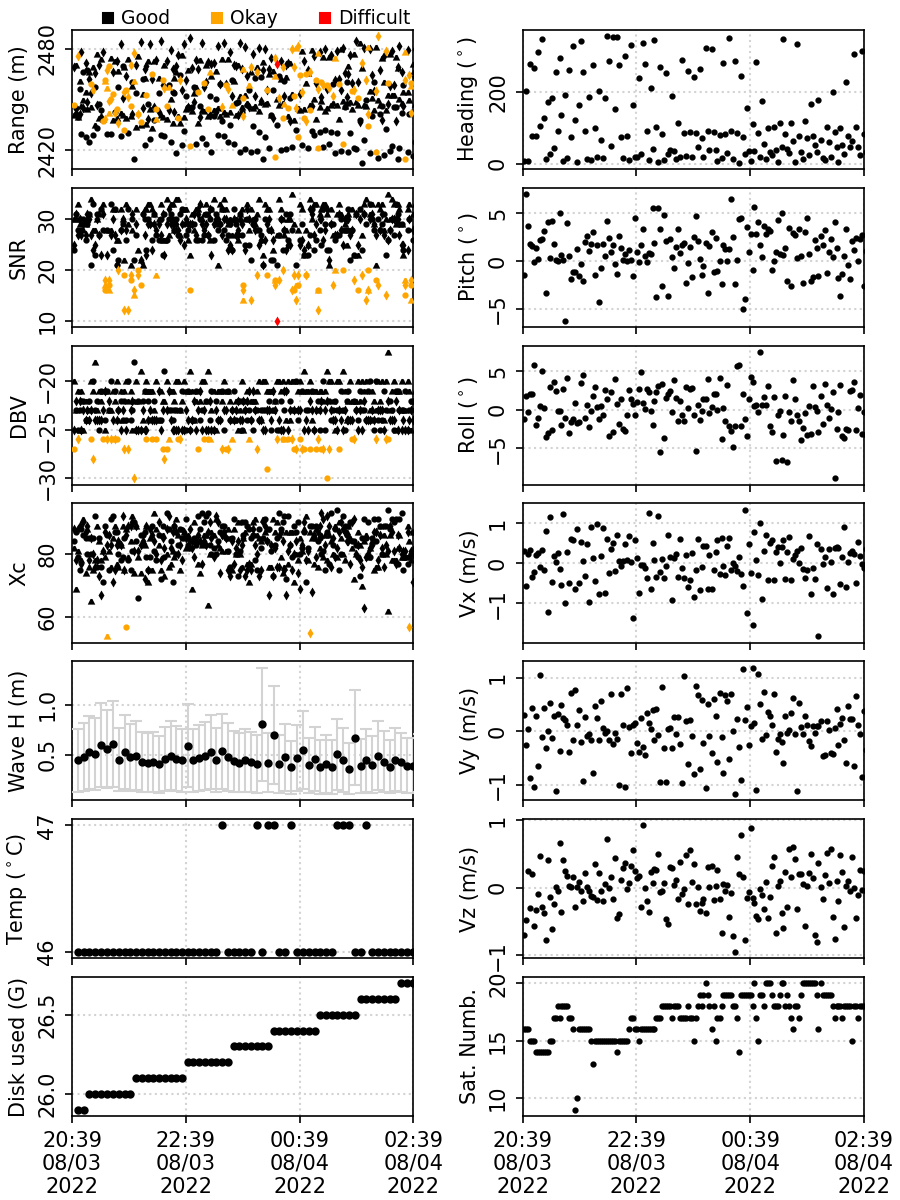 Good Okay Difficult
Range (m)
2480
2420
Heading (°)
200
0
SNR
30
20
10
Pitch (°)
5
0
−5
DBV
−20
−25
−30
Roll (°)
5
0
−5
Xc
80
60
Vx (m/s)
1
0
−1
Wave H (m)
1.0
0.5
Vy (m/s)
1
0
−1
Temp (°C)
47
46
Vz (m/s)
1
0
−1
Disk used (G)
26.5
26.0
Sat. Numb.
20
15
10
20:39 22:39 00:39 02:39
08/03 08/03 08/04 08/04
2022 2022 2022 2022
20:39 22:39 00:39 02:39
08/03 08/03 08/04 08/04
2022 2022 2022 2022